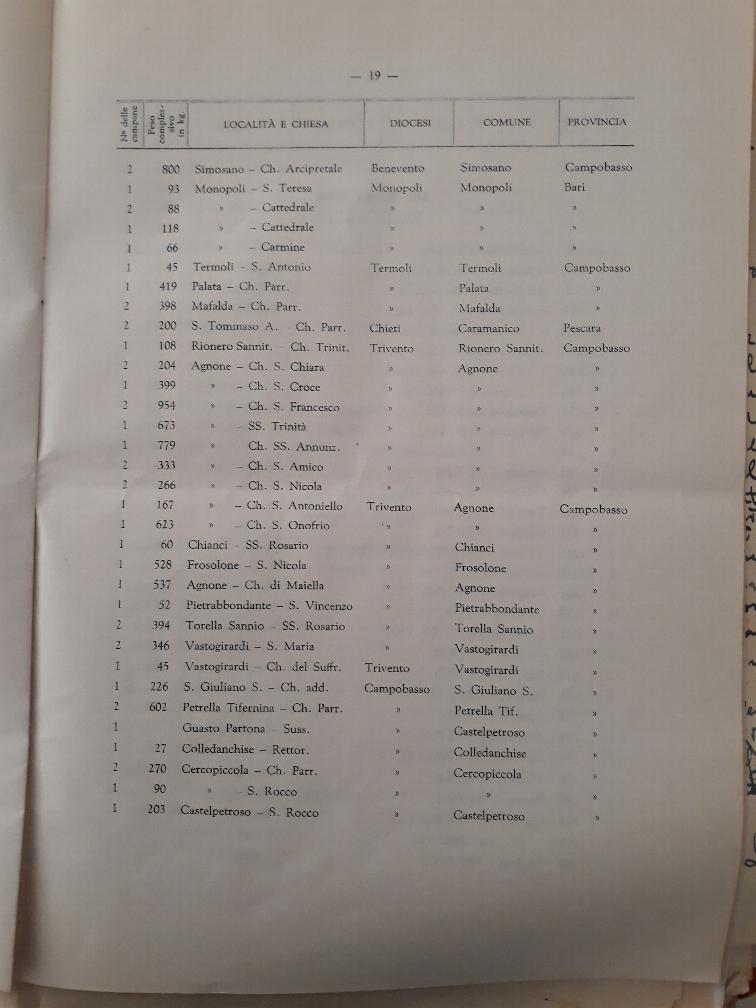 — 19 —
Nº delle campane | Peso complessivo in kg. | LOCALITÀ E CHIESA | DIOCESI | COMUNE | PROVINCIA
2 800 Simosano – Ch. Arcipretale Benevento Simosano Campobasso
1 93 Monopoli – S. Teresa Monopoli Monopoli Bari
2 88 » – Cattedrale » » »
1 118 » – Cattedrale » » »
1 66 » – Carmine » » »
1 45 Termoli – S. Antonio Termoli Termoli Campobasso
1 419 Palata – Ch. Parr. » Palata »
2 398 Mafalda – Ch. Parr. » Mafalda »
2 200 S. Tommaso A. – Ch. Parr. Chieti Caramanico Pescara
1 108 Rionero Sannit. – Ch. Trinit. Trivento Rionero Sannit. Campobasso
2 204 Agnone – Ch. S. Chiara » Agnone »
1 399 » – Ch. S. Croce » » »
2 954 » – Ch. S. Francesco » » »
1 673 » – SS. Trinità » » »
1 779 » Ch. SS. Annunz. » » »
2 333 » – Ch. S. Amico » » »
2 266 » – Ch. S. Nicola » » »
1 167 » – Ch. S. Antoniello Trivento Agnone Campobasso
1 623 » – Ch. S. Onofrio » » »
1 60 Chianci – SS. Rosario » Chianci »
1 528 Frosolone – S. Nicola » Frosolone »
1 537 Agnone – Ch. di Maiella » Agnone »
1 52 Pietrabbondante – S. Vincenzo » Pietrabbondante »
2 394 Torella Sannio – SS. Rosario » Torella Sannio »
2 346 Vastogirardi – S. Maria » Vastogirardi »
1 45 Vastogirardi – Ch. del Suffr. Trivento Vastogirardi »
1 226 S. Giuliano S. – Ch. add. Campobasso S. Giuliano S. »
2 602 Petrella Tifernina – Ch. Parr. » Petrella Tif. »
1 Guasto Partona – Suss. » Castelpetroso »
1 27 Colledanchise – Rettor. » Colledanchise »
2 270 Cercopiccola – Ch. Parr. » Cercopiccola »
1 90 » – S. Rocco » » »
1 203 Castelpetroso – S. Rocco » Castelpetroso »